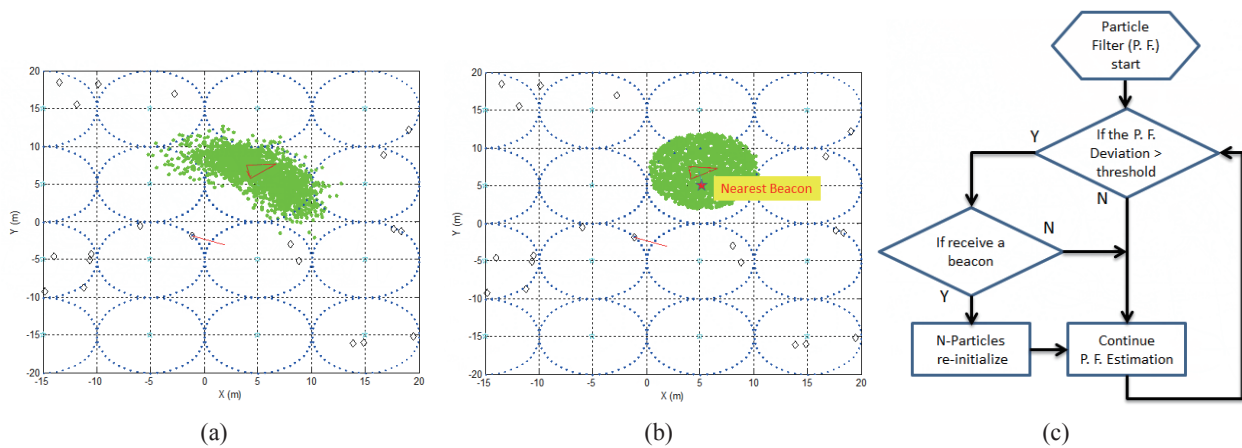 20
15
10
5
0
-5
-10
-15
-20
Y (m)
-15
-10
-5
0
5
10
15
20
X (m)
(a)
20
15
10
5
0
-5
-10
-15
-20
Y (m)
Nearest Beacon
-15
-10
-5
0
5
10
15
20
X (m)
(b)
Particle
Filter (P. F.)
start
Y
If the P. F.
Deviation >
threshold
N
If receive a
beacon
N
Y
N-Particles
re-initialize
Continue
P. F. Estimation
(c)